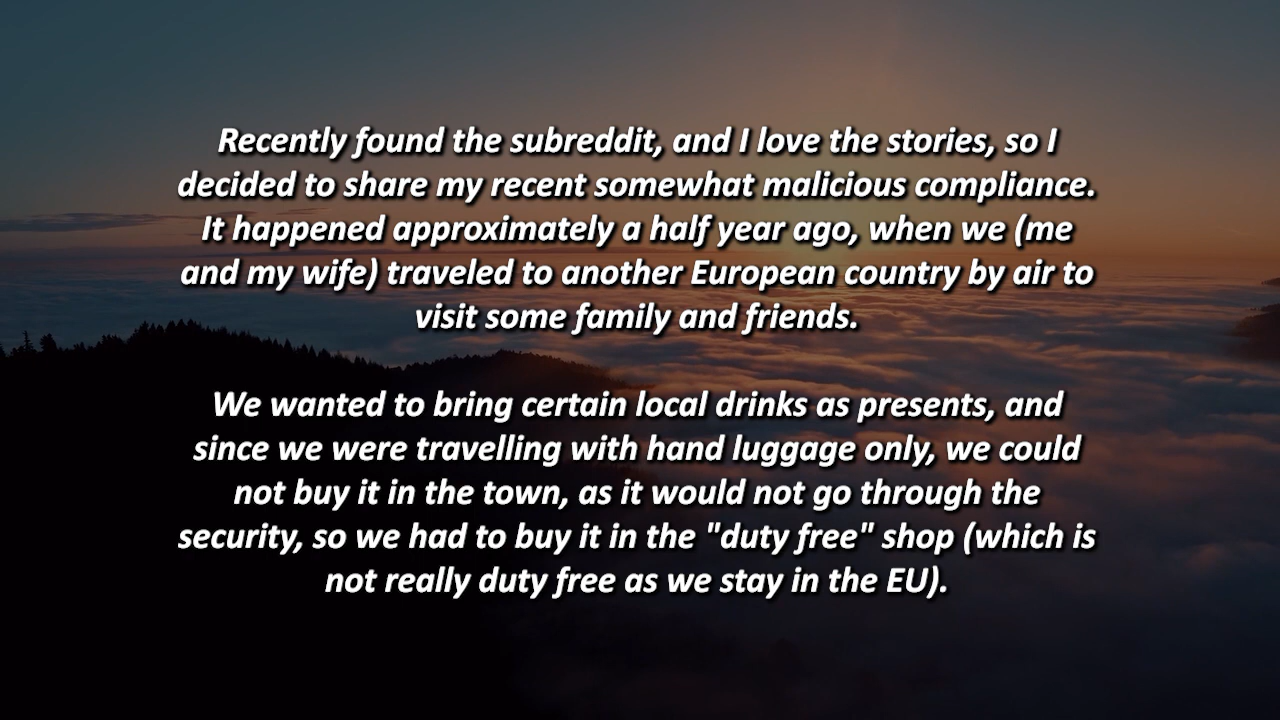 Recently found the subreddit, and I love the stories, so I
decided to share my recent somewhat malicious compliance.
It happened approximately a half year ago, when we (me
and my wife) traveled to another European country by air to
visit some family and friends.
We wanted to bring certain local drinks as presents, and
since we were travelling with hand luggage only, we could
not buy it in the town, as it would not go through the
security, so we had to buy it in the "duty free" shop (which is
not really duty free as we stay in the EU).